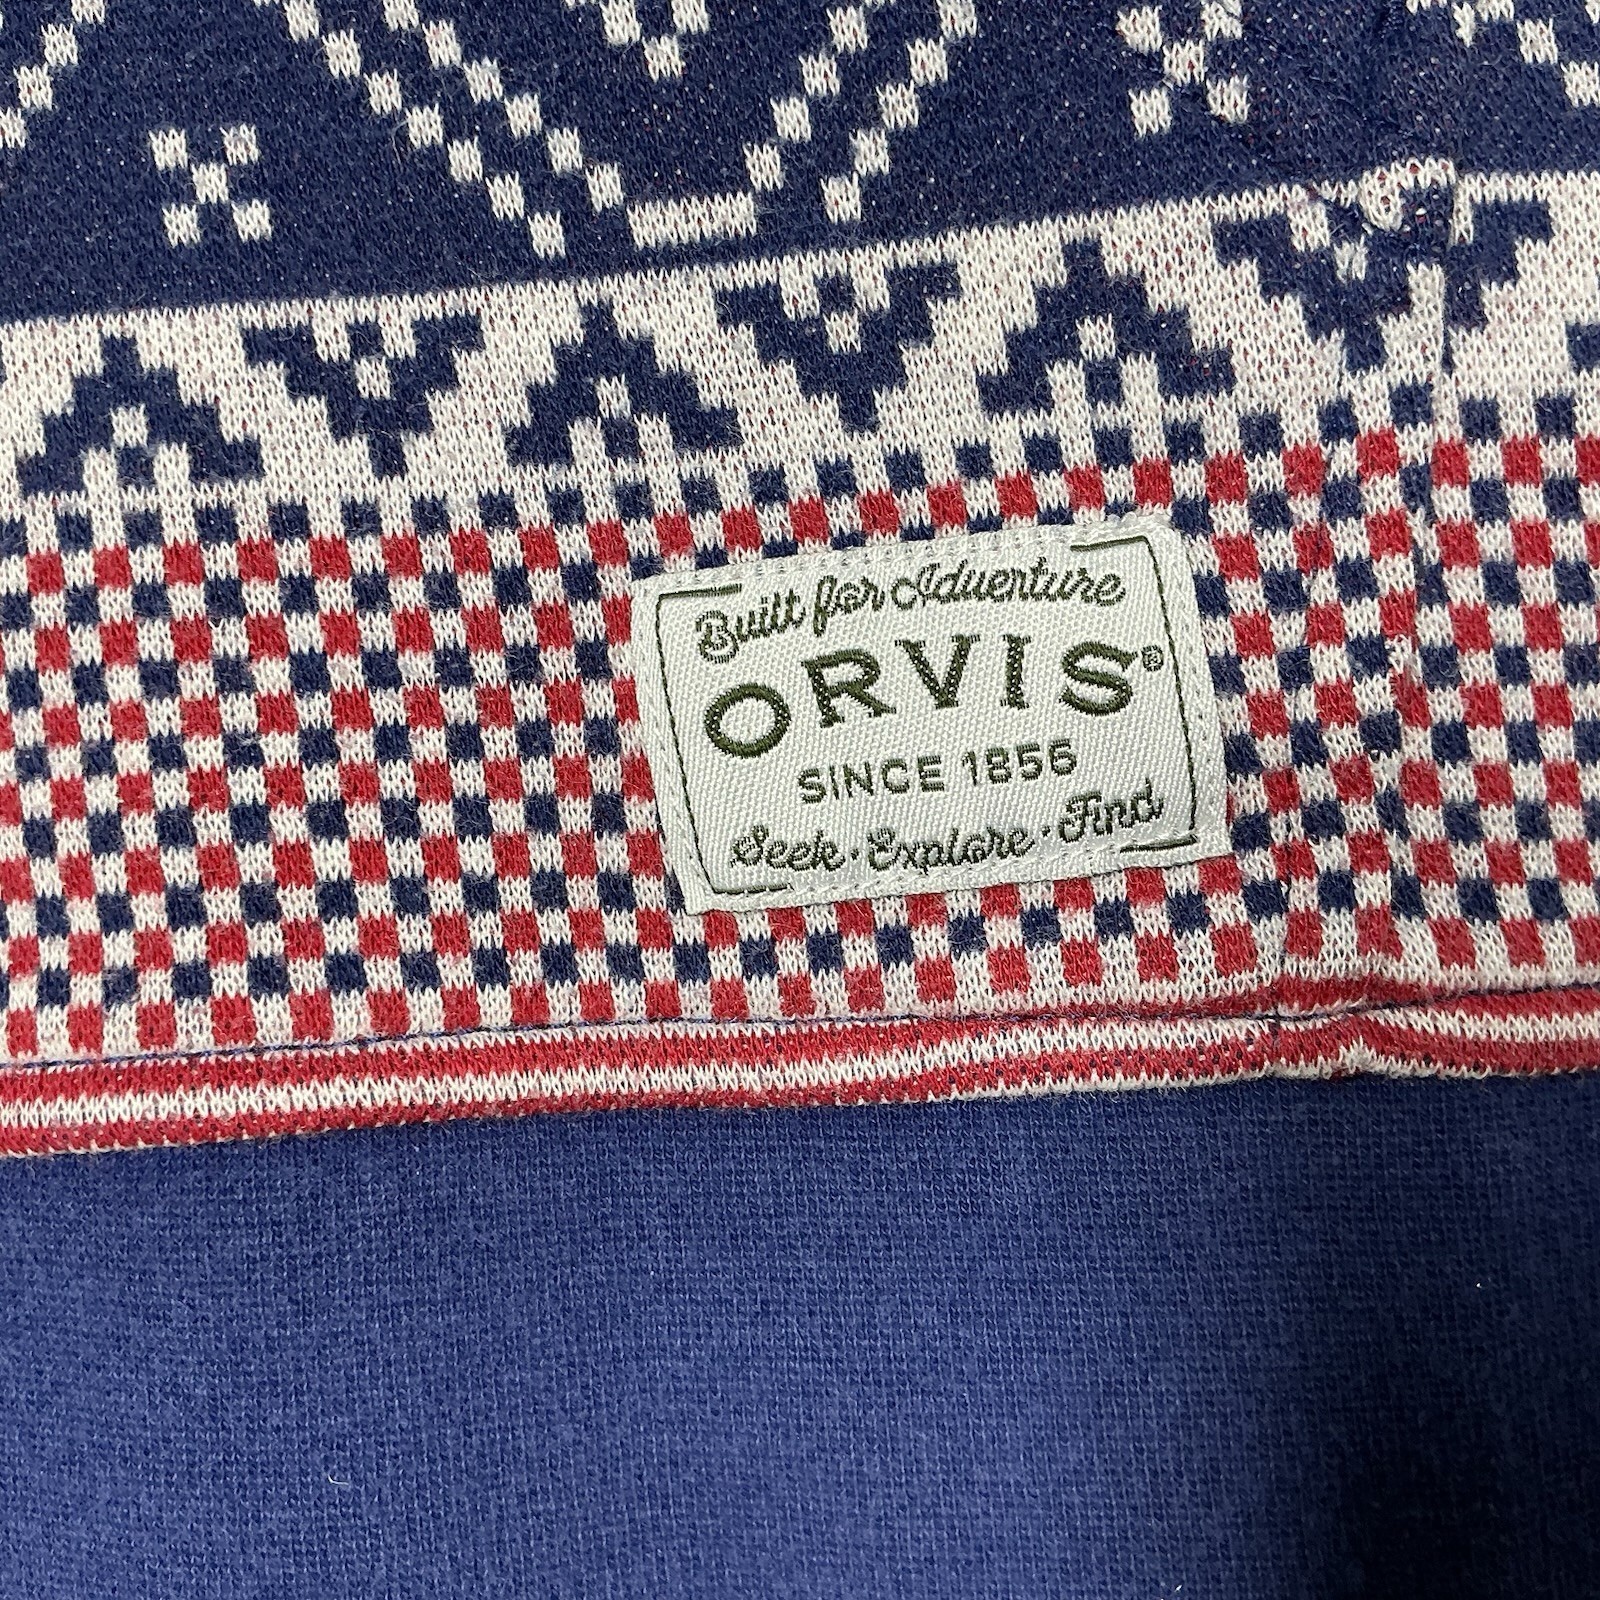 Built for Adventure
ORVIS®
SINCE 1856
Seek · Explore · Find